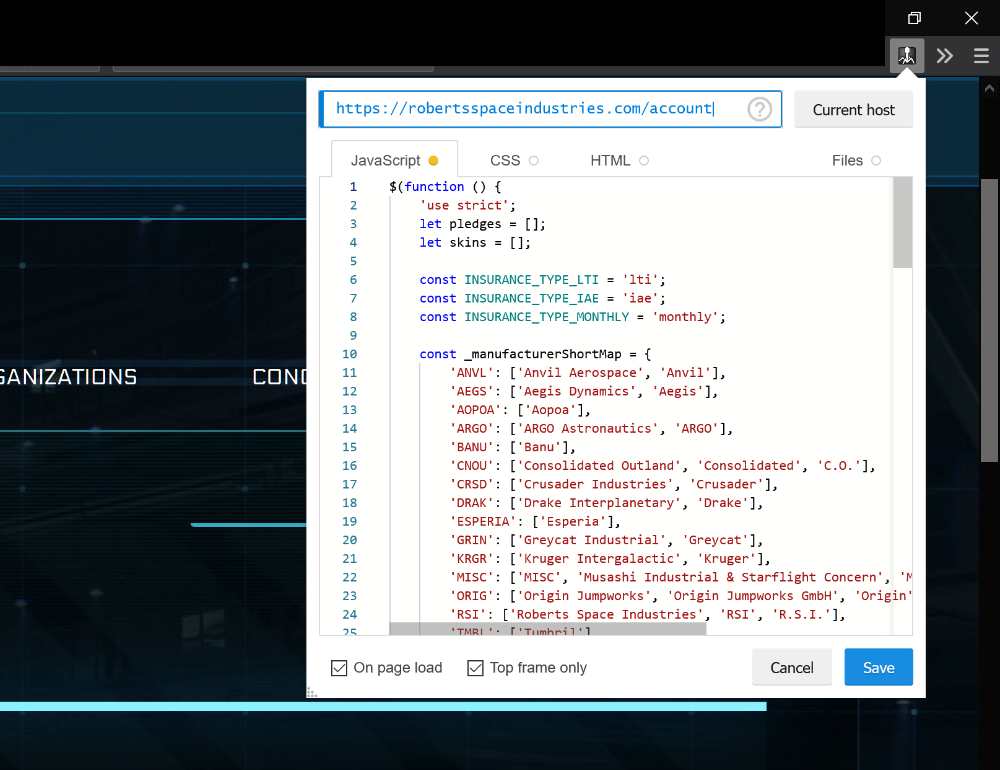 https://robertsspaceindustries.com/account
?
Current host
JavaScript
CSS
HTML
Files
1 $(function () {
2 'use strict';
3 let pledges = [];
4 let skins = [];
5
6 const INSURANCE_TYPE_LTI = 'lti';
7 const INSURANCE_TYPE_IAE = 'iae';
8 const INSURANCE_TYPE_MONTHLY = 'monthly';
9
10 const _manufacturerShortMap = {
11 'ANVL': ['Anvil Aerospace', 'Anvil'],
12 'AEGS': ['Aegis Dynamics', 'Aegis'],
13 'AOPOA': ['Aopoa'],
14 'ARGO': ['ARGO Astronautics', 'ARGO'],
15 'BANU': ['Banu'],
16 'CNOU': ['Consolidated Outland', 'Consolidated', 'C.O.'],
17 'CRSD': ['Crusader Industries', 'Crusader'],
18 'DRAK': ['Drake Interplanetary', 'Drake'],
19 'ESPERIA': ['Esperia'],
20 'GRIN': ['Greycat Industrial', 'Greycat'],
21 'KRGR': ['Kruger Intergalactic', 'Kruger'],
22 'MISC': ['MISC', 'Musashi Industrial & Starflight Concern', 'M
23 'ORIG': ['Origin Jumpworks', 'Origin Jumpworks GmbH', 'Origin'
24 'RSI': ['Roberts Space Industries', 'RSI', 'R.S.I.'],
25 'TMBL': ['Tumbril']
GANIZATIONS
CONC
On page load
Top frame only
Cancel
Save